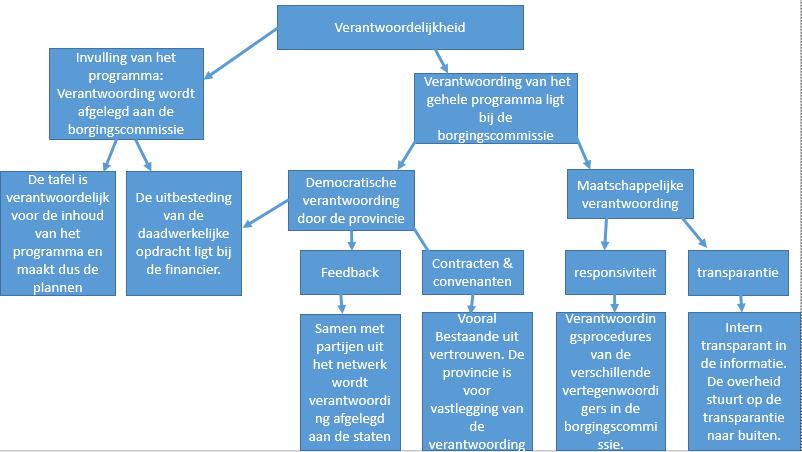 Verantwoordelijkheid
Invulling van het
programma:
Verantwoording wordt
afgelegd aan de
borgingscommissie
Verantwoording van het
gehele programma ligt
bij de
borgingscommissie
De tafel is
verantwoordelijk
voor de inhoud
van het
programma en
maakt dus de
plannen
De uitbesteding
van de
daadwerkelijke
opdracht ligt bij
de financier.
Democratische
verantwoording
door de provincie
Maatschappelijke
verantwoording
Feedback
Contracten &
convenanten
responsiviteit
transparantie
Samen met
partijen uit
het netwerk
wordt
verantwoordi
ng afgelegd
aan de staten
Vooral
Bestaande uit
vertrouwen. De
provincie is
voor
vastlegging van
de
verantwoording
Verantwoordin
gsprocedures
van de
verschillende
vertegenwoordi
gers in de
borgingscommi
ssie.
Intern
transparant in
de informatie.
De overheid
stuurt op de
transparantie
naar buiten.